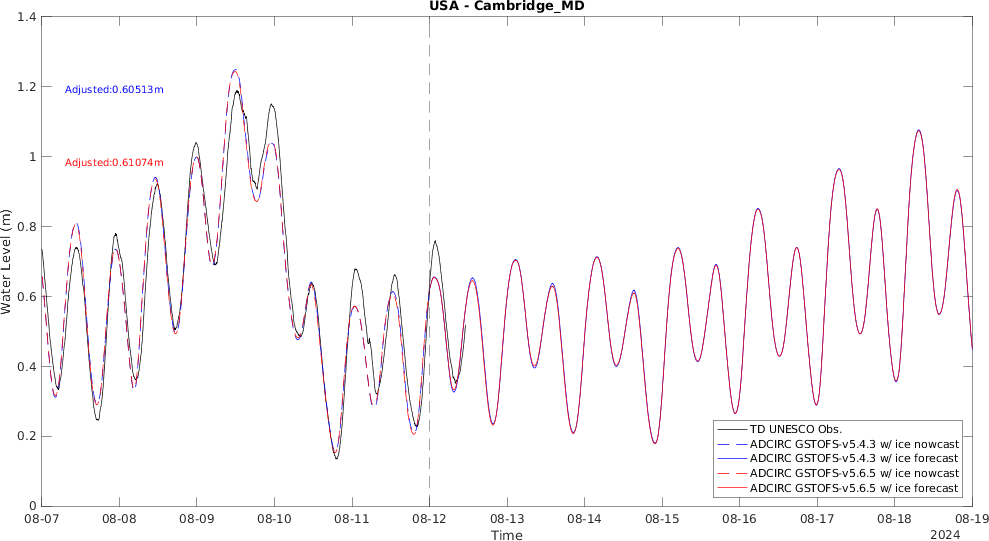 USA - Cambridge_MD
1.4
1.2
1
0.8
0.6
0.4
0.2
0
Water Level (m)
Adjusted:0.60513m
Adjusted:0.61074m
TD UNESCO Obs.
ADCIRC GSTOFS-v5.4.3 w/ ice nowcast
ADCIRC GSTOFS-v5.4.3 w/ ice forecast
ADCIRC GSTOFS-v5.6.5 w/ ice nowcast
ADCIRC GSTOFS-v5.6.5 w/ ice forecast
08-07 08-08 08-09 08-10 08-11 08-12 08-13 08-14 08-15 08-16 08-17 08-18 08-19
Time
2024